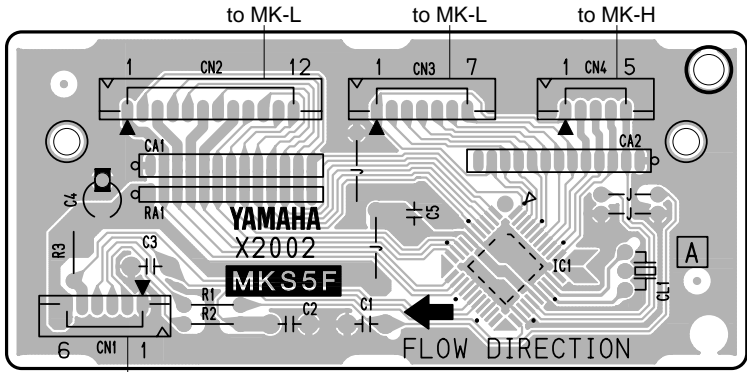 to MK-L to MK-L to MK-H
1 CN2 12 1 CN3 7 1 CN4 5
CA1 CA2
C4 RA1 J J
YAMAHA C5 J
X2002 J
R3 C3 IC1 A
MKS5F CL1
R1
R2 C2 C1
6 CN1 1 FLOW DIRECTION